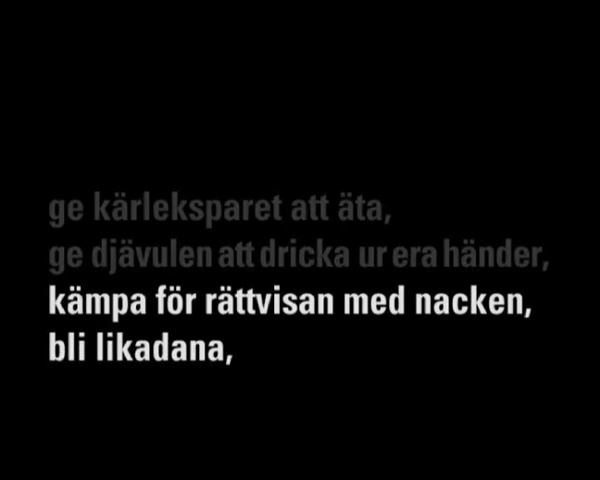 ge kärleksparet att äta,
ge djävulen att dricka ur era händer,
kämpa för rättvisan med nacken,
bli likadana,